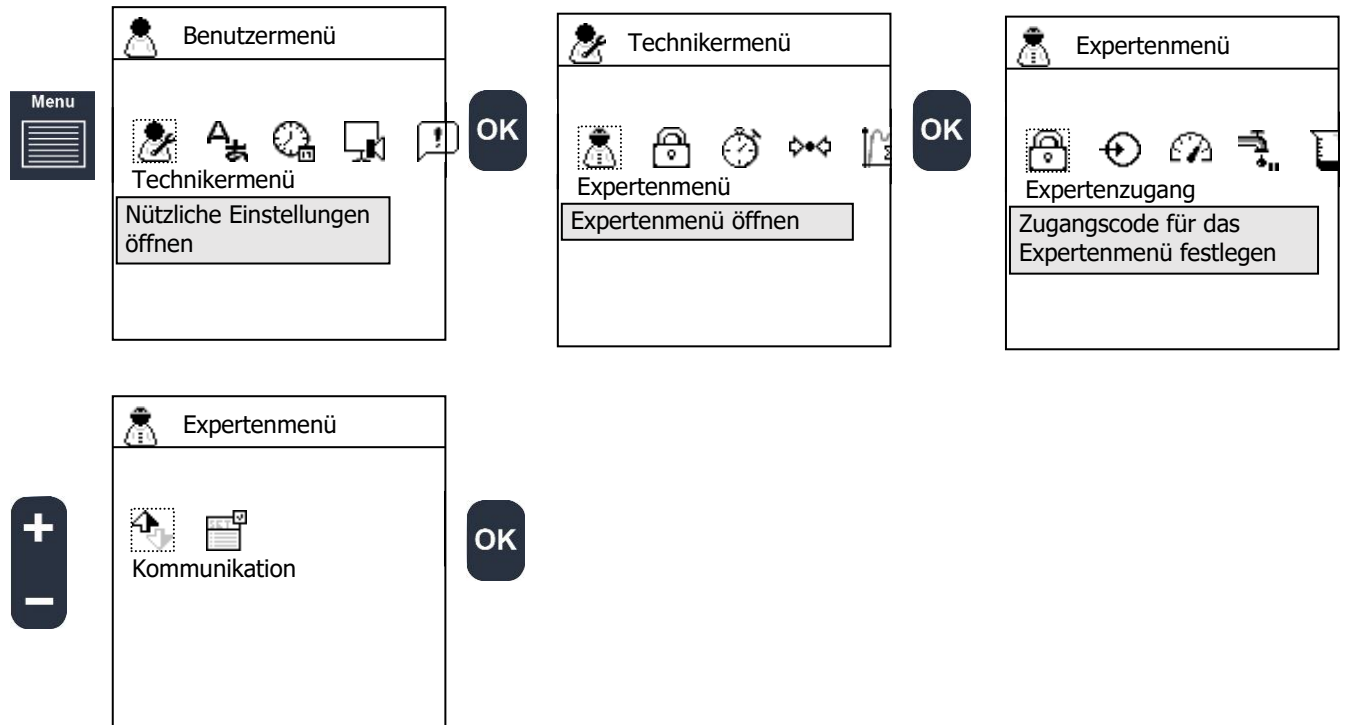 Benutzermenü
Menu
Technikermenü
Nützliche Einstellungen
öffnen
OK
Technikermenü
Expertenmenü
Expertenmenü öffnen
OK
Expertenmenü
Expertenzugang
Zugangscode für das
Expertenmenü festlegen
+
−
Expertenmenü
SET
Kommunikation
OK